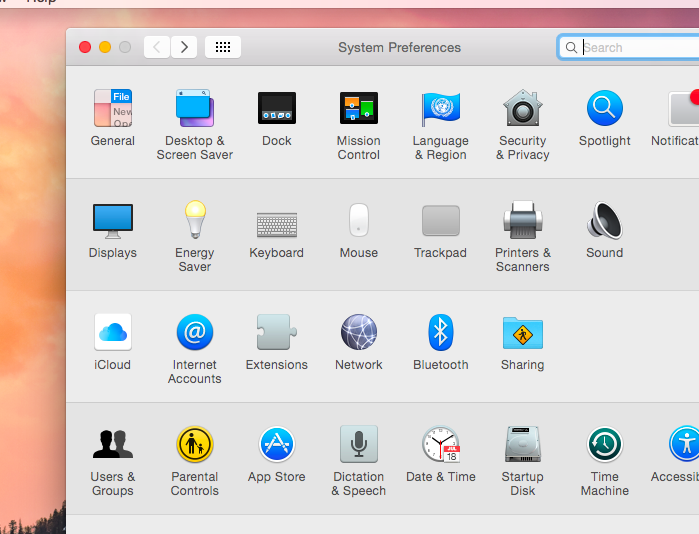 Help
System Preferences
Search
File
New
Ope
General
Desktop &
Screen Saver
Dock
Mission
Control
Language
& Region
Security
& Privacy
Spotlight
Notificat
Displays
Energy
Saver
Keyboard
Mouse
Trackpad
Printers &
Scanners
Sound
iCloud
@
Internet
Accounts
Extensions
Network
Bluetooth
Sharing
Users &
Groups
Parental
Controls
App Store
Dictation
& Speech
JUL
18
Date & Time
Startup
Disk
Time
Machine
Accessib